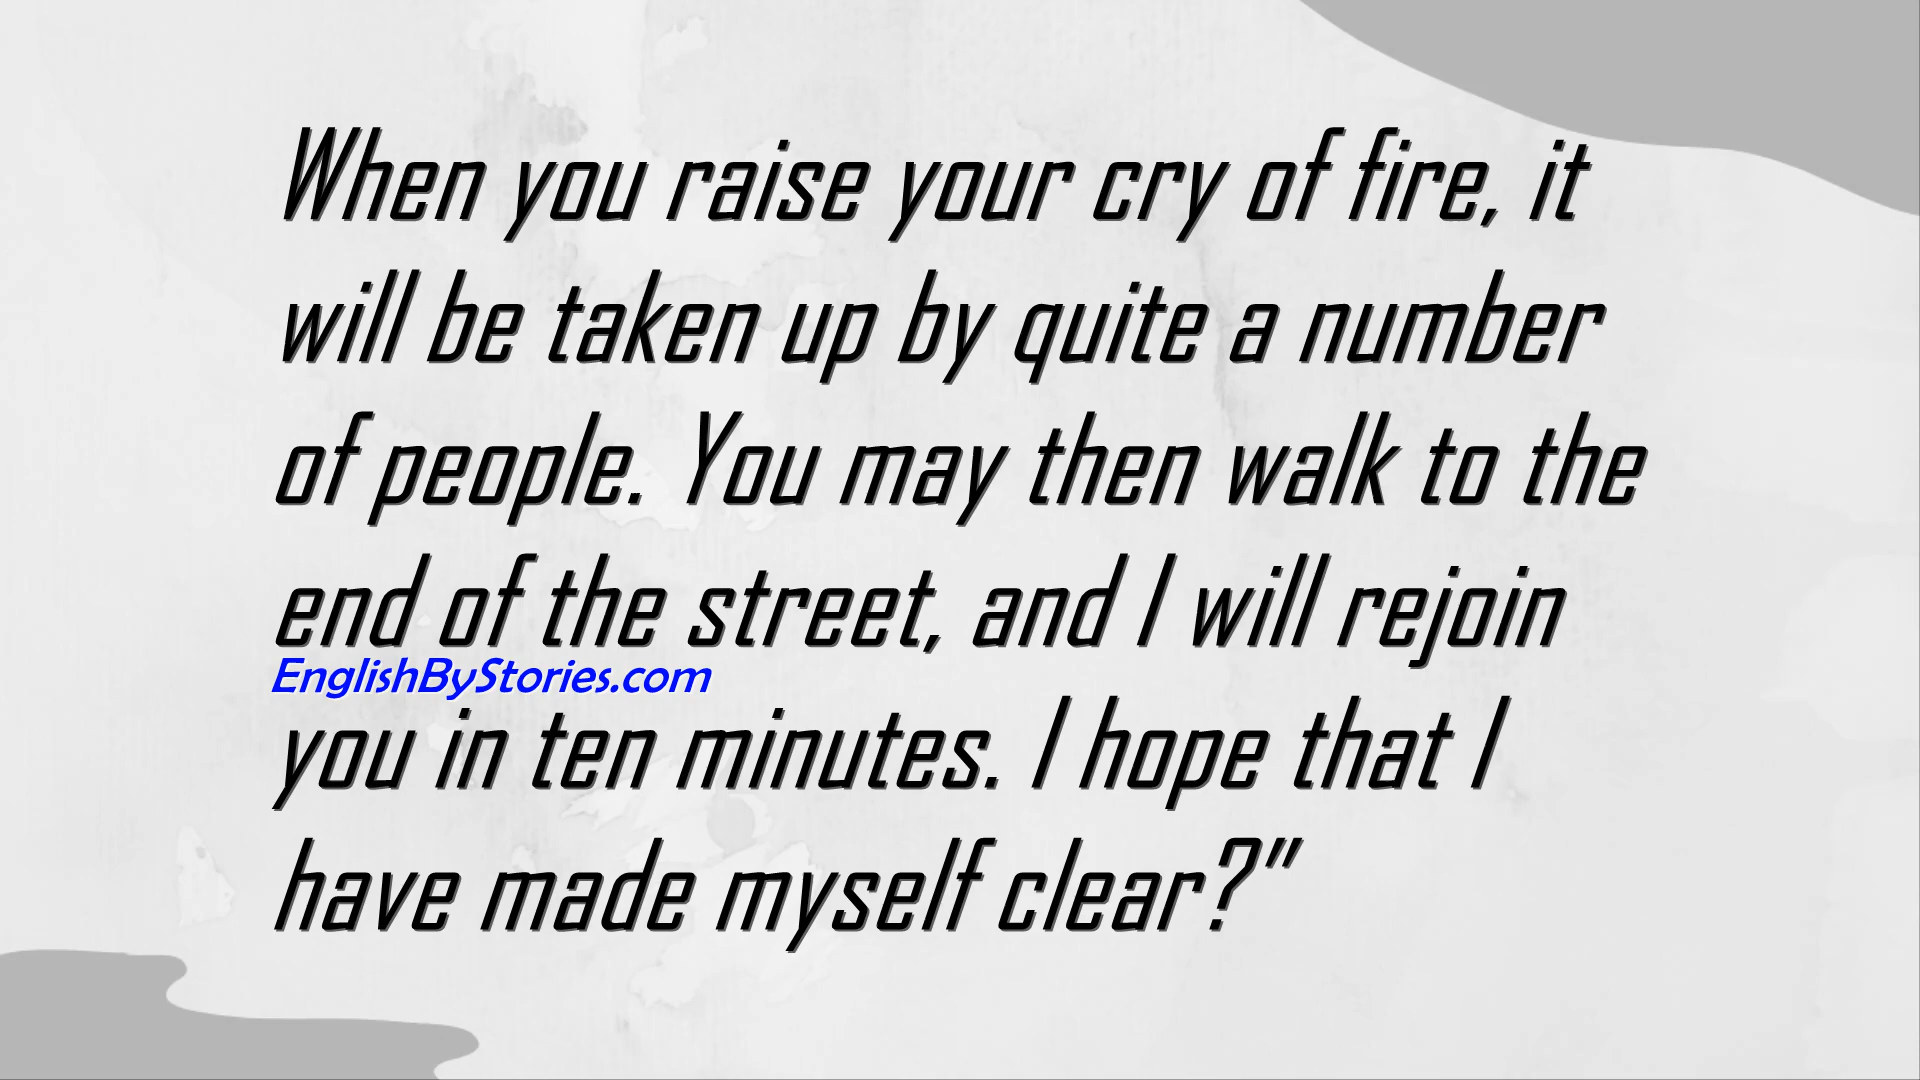 When you raise your cry of fire, it
will be taken up by quite a number
of people. You may then walk to the
end of the street, and I will rejoin
EnglishByStories.com
you in ten minutes. I hope that I
have made myself clear?"